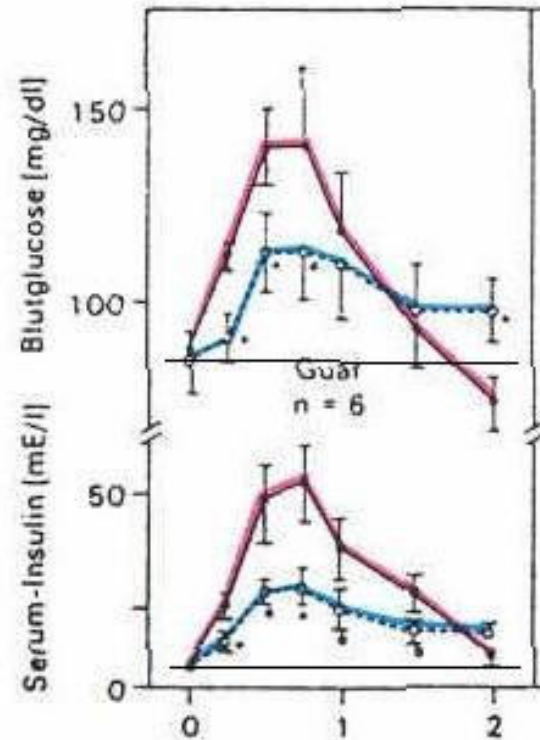 Blutglucose [mg/dl]
150
100
Guar
n = 6
Serum-Insulin [mE/l]
50
0
0
1
2